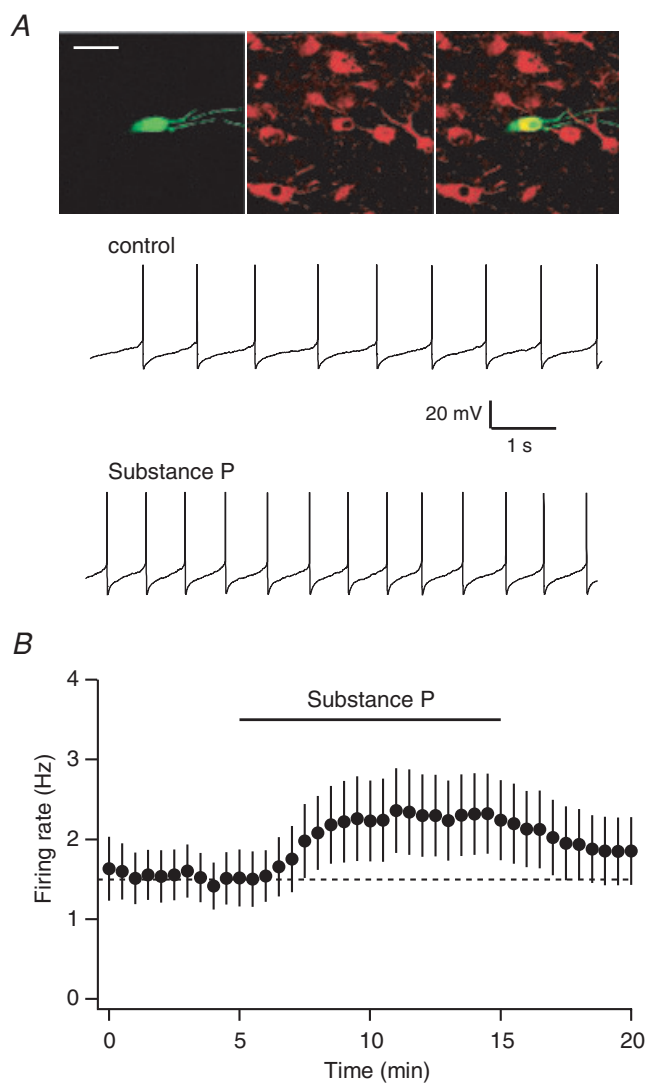 A
control
20 mV
1 s
Substance P
B
Substance P
Firing rate (Hz)
4
3
2
1
0
0 5 10 15 20
Time (min)